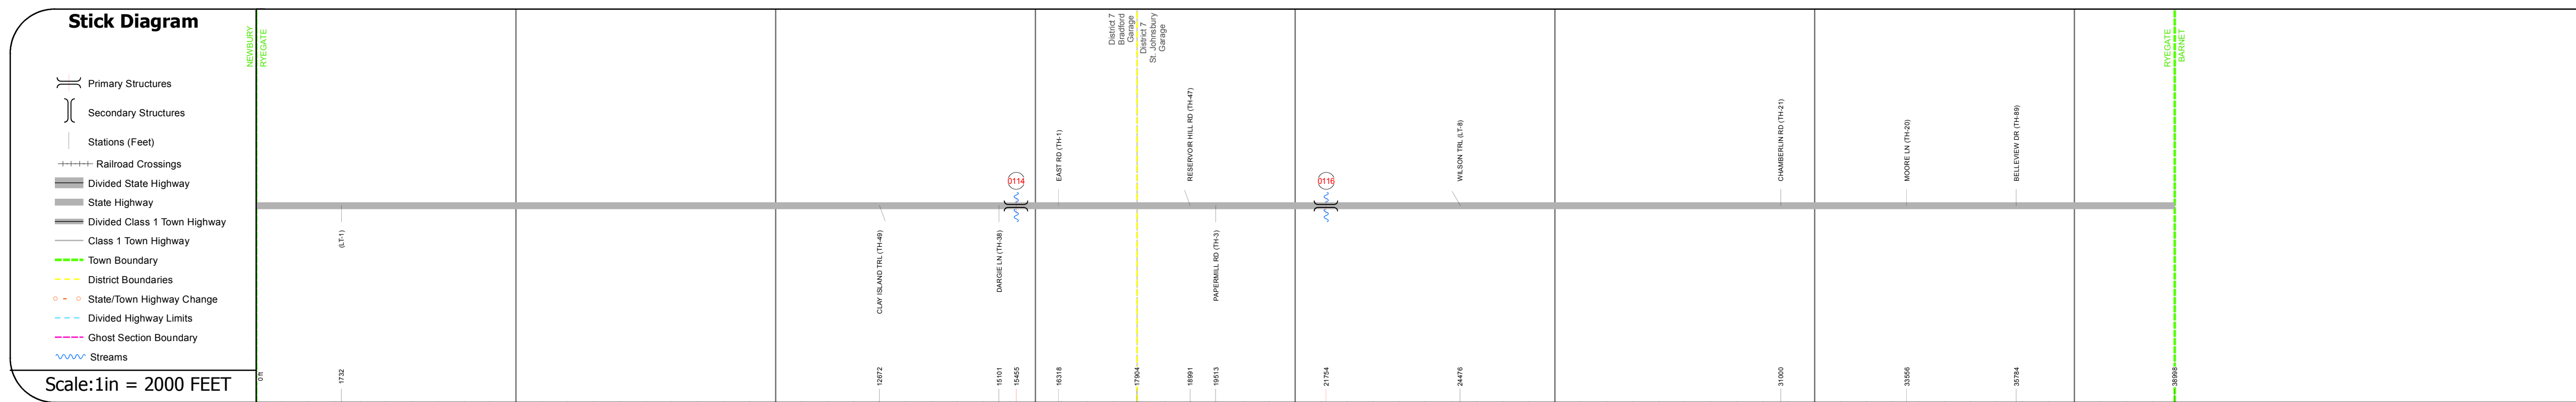 Stick Diagram
Primary Structures
Secondary Structures
Stations (Feet)
Railroad Crossings
Divided State Highway
State Highway
Divided Class 1 Town Highway
Class 1 Town Highway
Town Boundary
District Boundaries
State/Town Highway Change
Divided Highway Limits
Ghost Section Boundary
Streams
Scale:1in = 2000 FEET
NEWBURY
RYEGATE
District 7
Bradford
Garage
District 7
St. Johnsbury
Garage
RYEGATE
BARNET
(LT-1)
CLAY ISLAND TRL (TH-49)
DARGIE LN (TH-38)
0114
EAST RD (TH-1)
RESERVOIR HILL RD (TH-47)
PAPERMILL RD (TH-3)
0116
WILSON TRL (LT-8)
CHAMBERLIN RD (TH-21)
MOORE LN (TH-20)
BELLEVIEW DR (TH-89)
0 ft
1732
12672
15101
15455
16318
17904
18991
19513
21754
24476
31000
33556
35784
38998